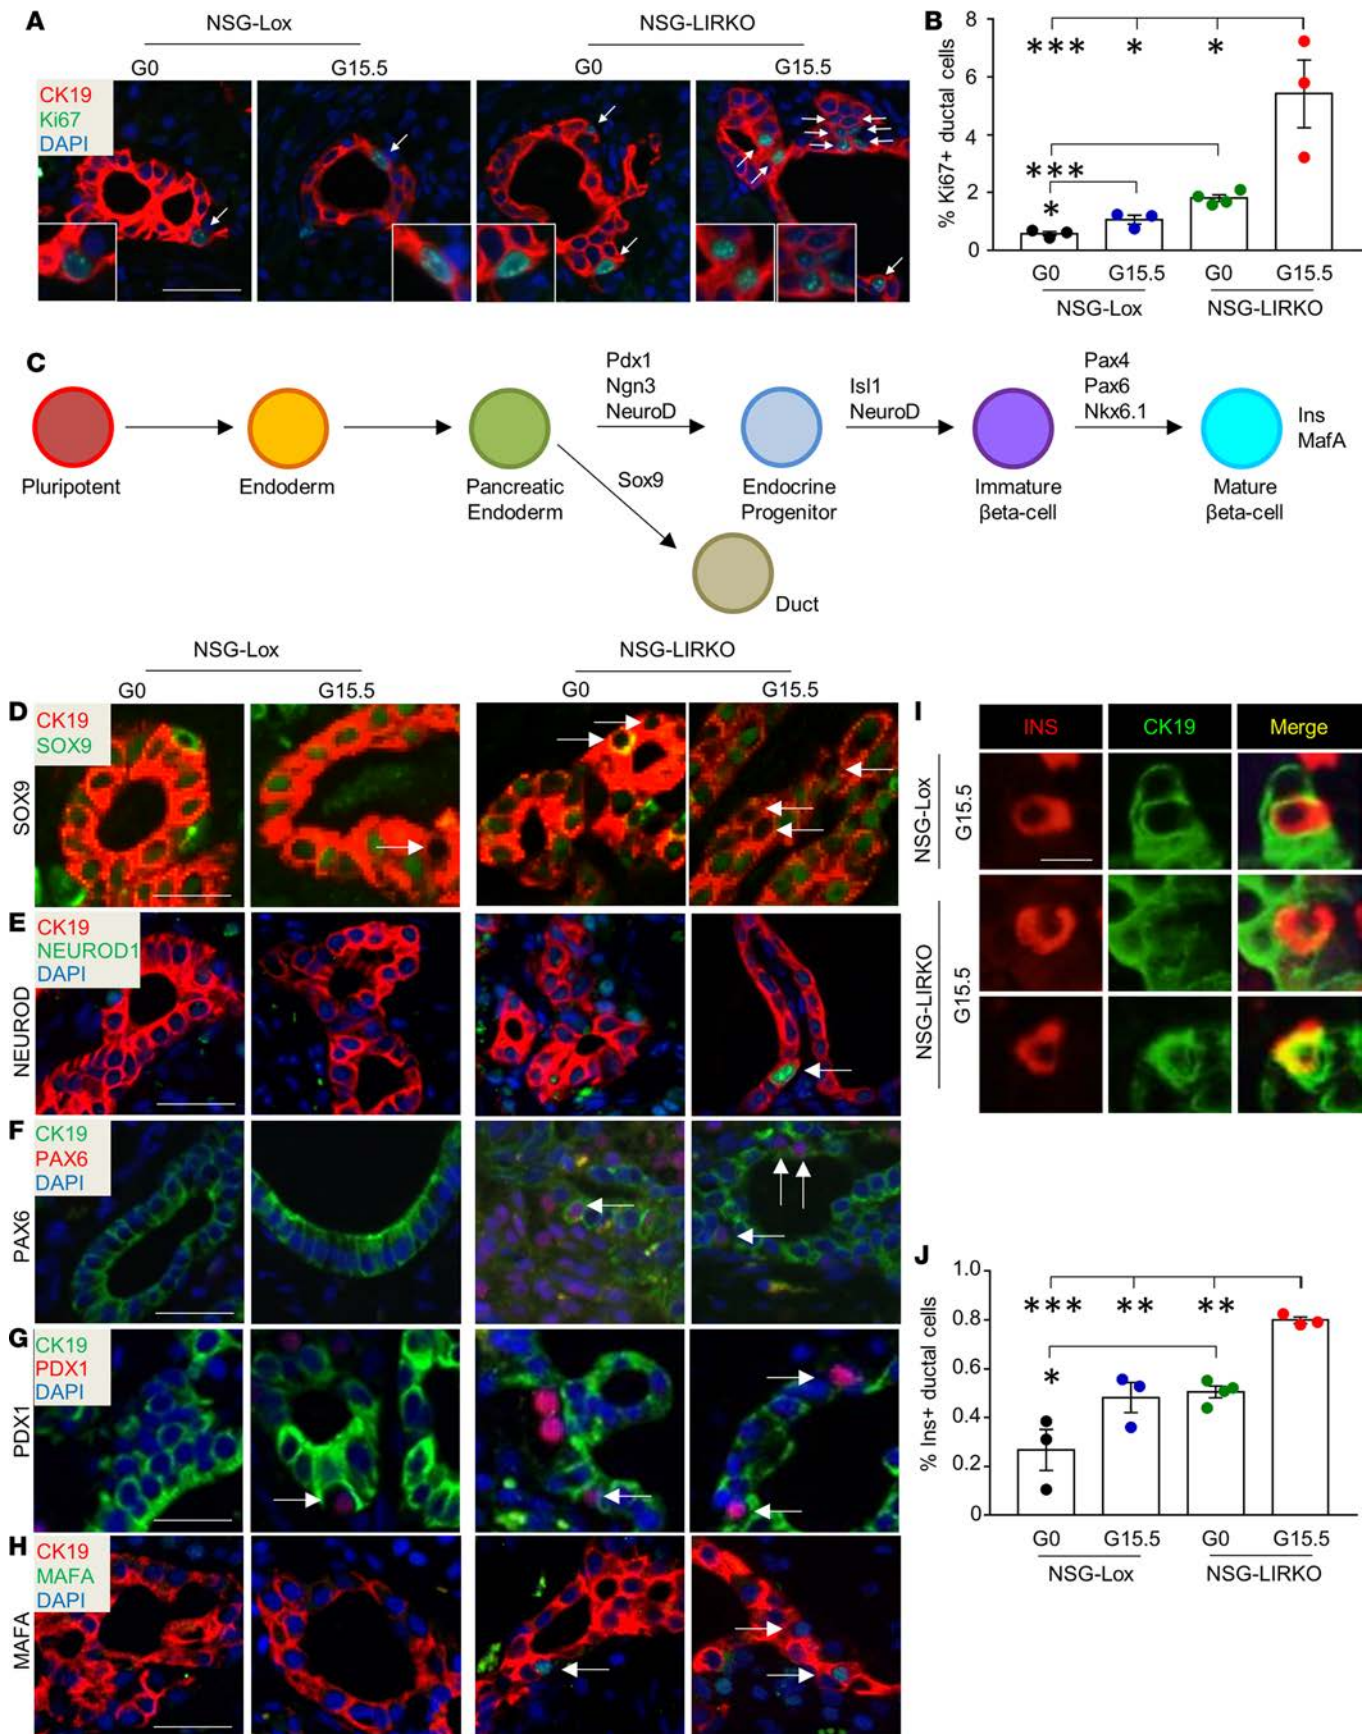 A
NSG-Lox
NSG-LIRKO
G0
G15.5
G0
G15.5
CK19
Ki67
DAPI
B
% Ki67+ ductal cells
8
6
4
2
0
*** * *
***
*
G0 G15.5 G0 G15.5
NSG-Lox NSG-LIRKO
C
Pdx1
Ngn3
NeuroD
Isl1
NeuroD
Pax4
Pax6
Nkx6.1
Ins
MafA
Sox9
Pluripotent
Endoderm
Pancreatic
Endoderm
Endocrine
Progenitor
Immature
βeta-cell
Mature
βeta-cell
Duct
NSG-Lox
NSG-LIRKO
G0
G15.5
G0
G15.5
D
CK19
SOX9
SOX9
E
CK19
NEUROD1
DAPI
NEUROD
F
CK19
PAX6
DAPI
PAX6
G
CK19
PDX1
DAPI
PDX1
H
CK19
MAFA
DAPI
MAFA
I
INS
CK19
Merge
NSG-Lox
G15.5
NSG-LIRKO
G15.5
J
% Ins+ ductal cells
1.0
0.8
0.6
0.4
0.2
0
*** ** **
*
G0 G15.5 G0 G15.5
NSG-Lox NSG-LIRKO